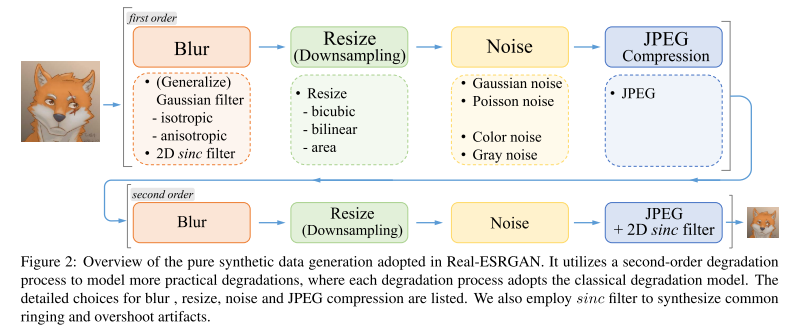 first order
Blur
Resize
(Downsampling)
Noise
JPEG
Compression
• (Generalize)
Gaussian filter
- isotropic
- anisotropic
• 2D sinc filter
• Resize
- bicubic
- bilinear
- area
• Gaussian noise
• Poisson noise
• Color noise
• Gray noise
• JPEG
second order
Blur
Resize
(Downsampling)
Noise
JPEG
+ 2D sinc filter
Figure 2: Overview of the pure synthetic data generation adopted in Real-ESRGAN. It utilizes a second-order degradation
process to model more practical degradations, where each degradation process adopts the classical degradation model. The
detailed choices for blur , resize, noise and JPEG compression are listed. We also employ sinc filter to synthesize common
ringing and overshoot artifacts.